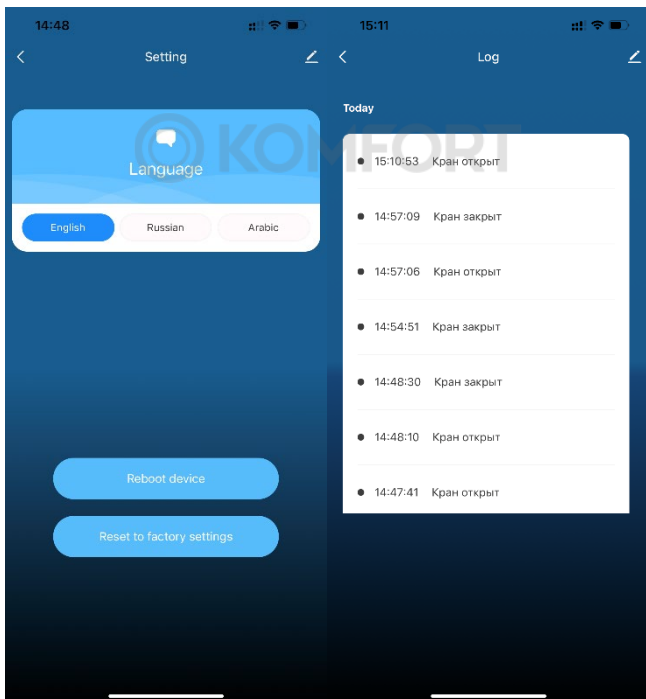 14:48
Setting
Language
English Russian Arabic
Reboot device
Reset to factory settings
15:11
Log
Today
15:10:53 Кран открыт
14:57:09 Кран закрыт
14:57:06 Кран открыт
14:54:51 Кран закрыт
14:48:30 Кран закрыт
14:48:10 Кран открыт
14:47:41 Кран открыт
KOMFORT